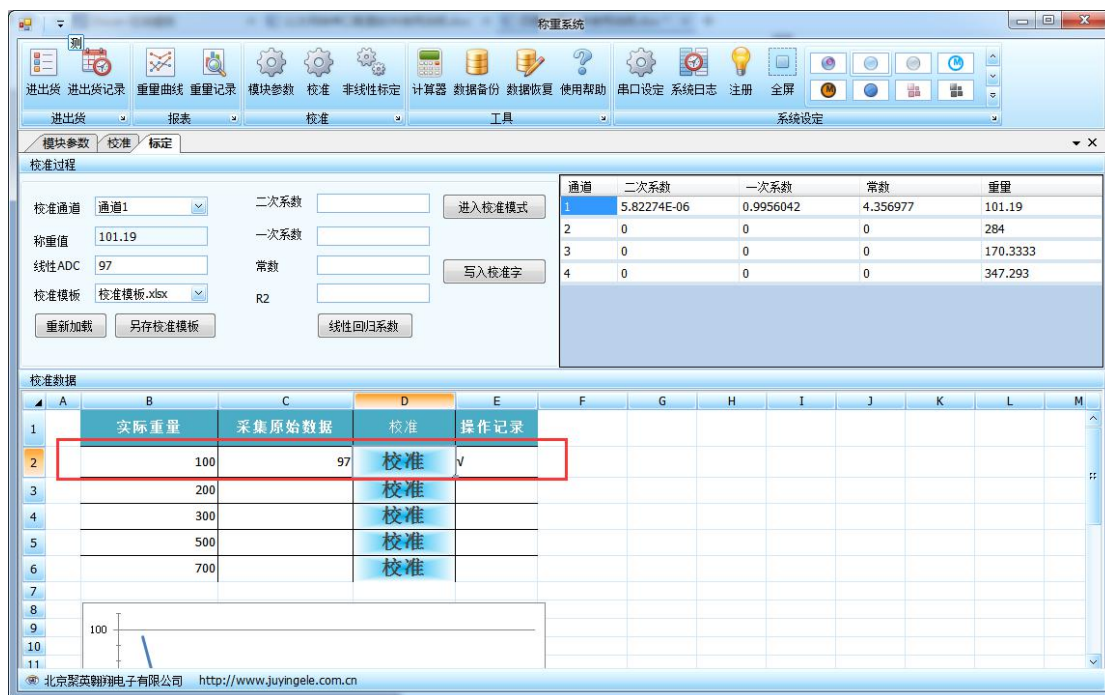 称重系统
测
进出货 进出货记录 重量曲线 重量记录 模块参数 校准 非线性标定 计算器 数据备份 数据恢复 使用帮助 串口设定 系统日志 注册 全屏
进出货 报表 校准 工具 系统设定
模块参数 校准 标定
校准过程
校准通道 通道1 二次系数 进入校准模式
称重值 101.19 一次系数
线性ADC 97 常数 写入校准字
校准模板 校准模板.xlsx R2
重新加载 另存校准模板 线性回归系数
通道 二次系数 一次系数 常数 重里
1 5.82274E-06 0.9956042 4.356977 101.19
2 0 0 0 284
3 0 0 0 170.3333
4 0 0 0 347.293
校准数据
A B C D E F G H I J K L M
1 实际重量 采集原始数据 校准 操作记录
2 100 97 校准 √
3 200 校准
4 300 校准
5 500 校准
6 700 校准
7
8
9 100
10
11
北京聚英翱翔电子有限公司 http://www.juyingele.com.cn